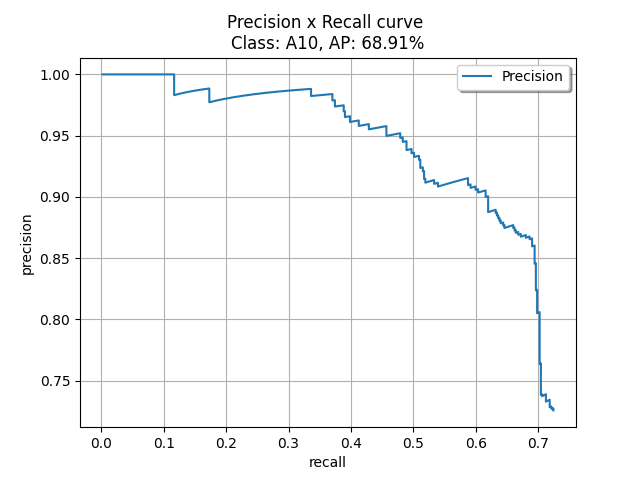 Precision x Recall curve
Class: A10, AP: 68.91%
Precision
1.00
0.95
0.90
0.85
0.80
0.75
precision
0.0 0.1 0.2 0.3 0.4 0.5 0.6 0.7
recall